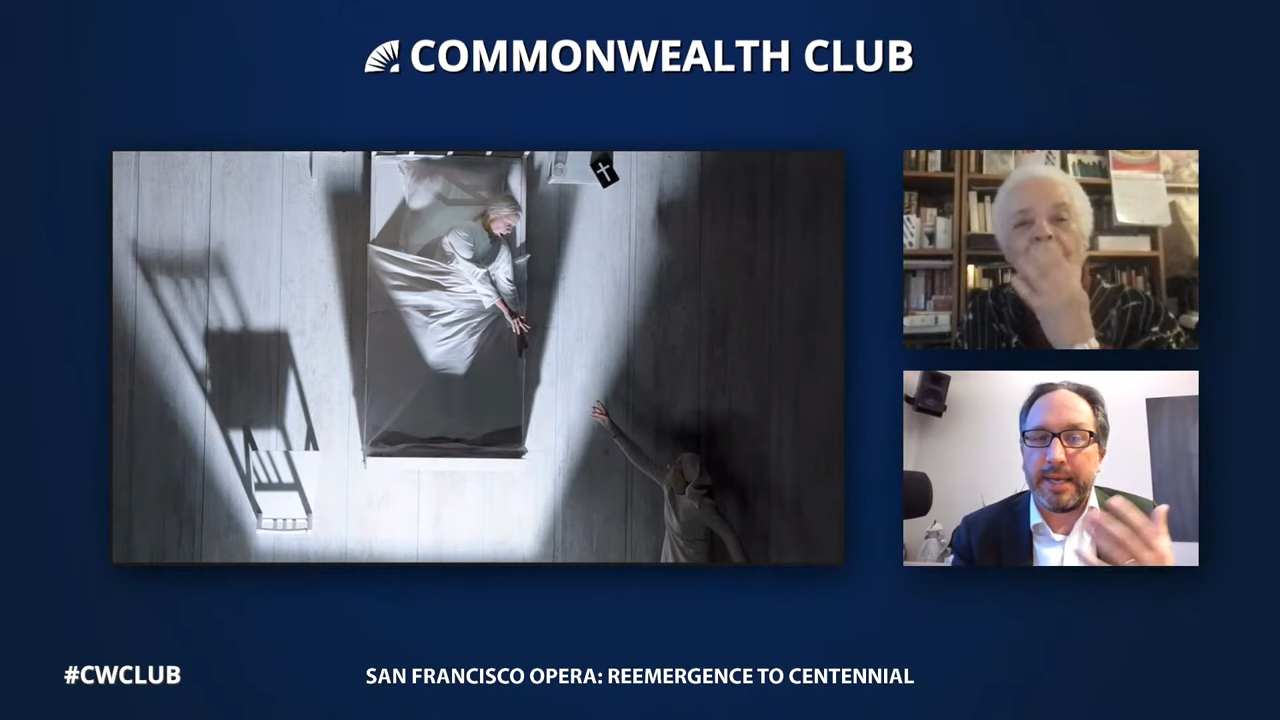 COMMONWEALTH CLUB
#CWCLUB
SAN FRANCISCO OPERA: REEMERGENCE TO CENTENNIAL